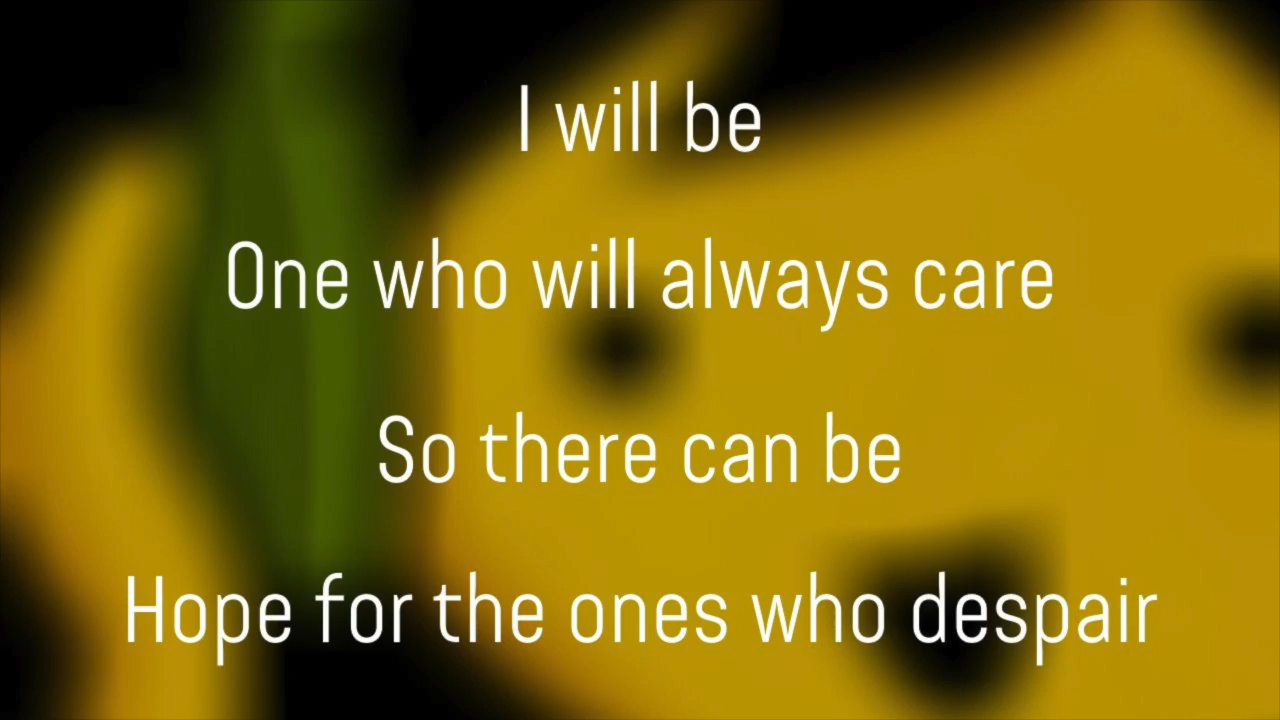 I will be
One who will always care
So there can be
Hope for the ones who despair